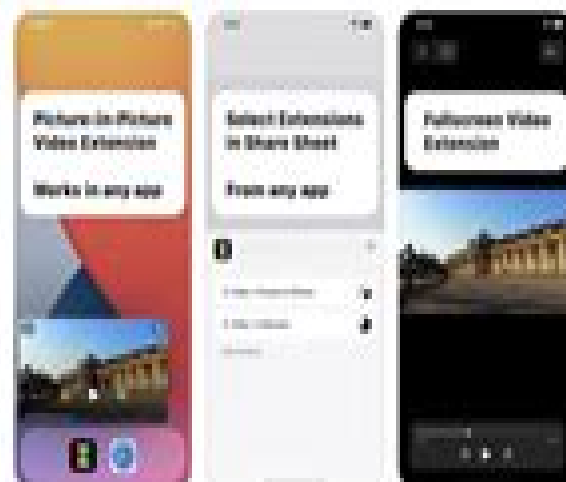 Picture-in-Picture
Video Extension
Works in any app
Select Extensions
in Share Sheet
From any app
Fullscreen Video
Extension